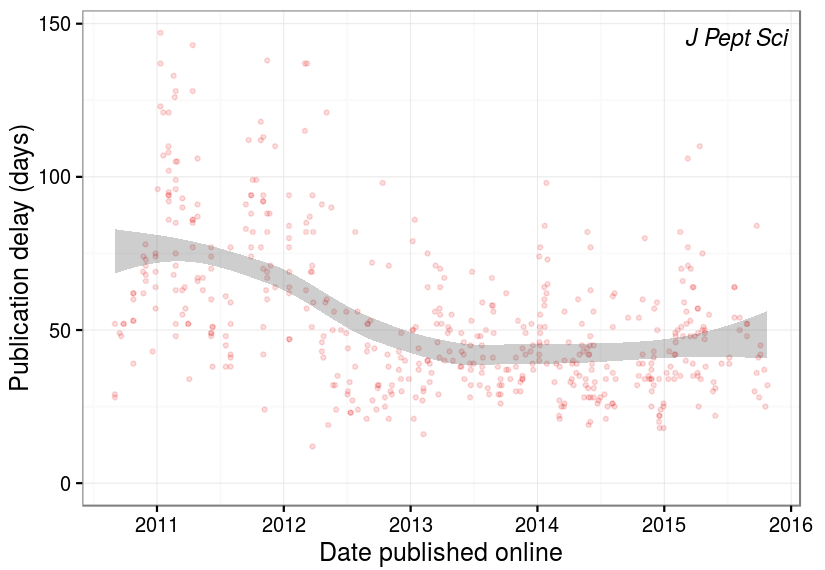 J Pept Sci
150
100
50
0
Publication delay (days)
2011 2012 2013 2014 2015 2016
Date published online